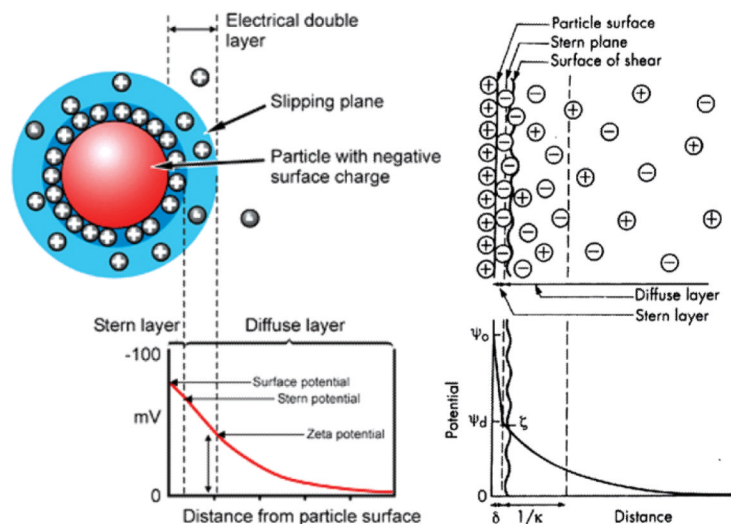 Electrical double
layer
Slipping plane
Particle with negative
surface charge
Stern layer
Diffuse layer
-100
mV
0
Surface potential
Stern potential
Zeta potential
Distance from particle surface
Particle surface
Stern plane
Surface of shear
Diffuse layer
Stern layer
Ψo
Ψd
ζ
Potential
0
δ
1/κ
Distance